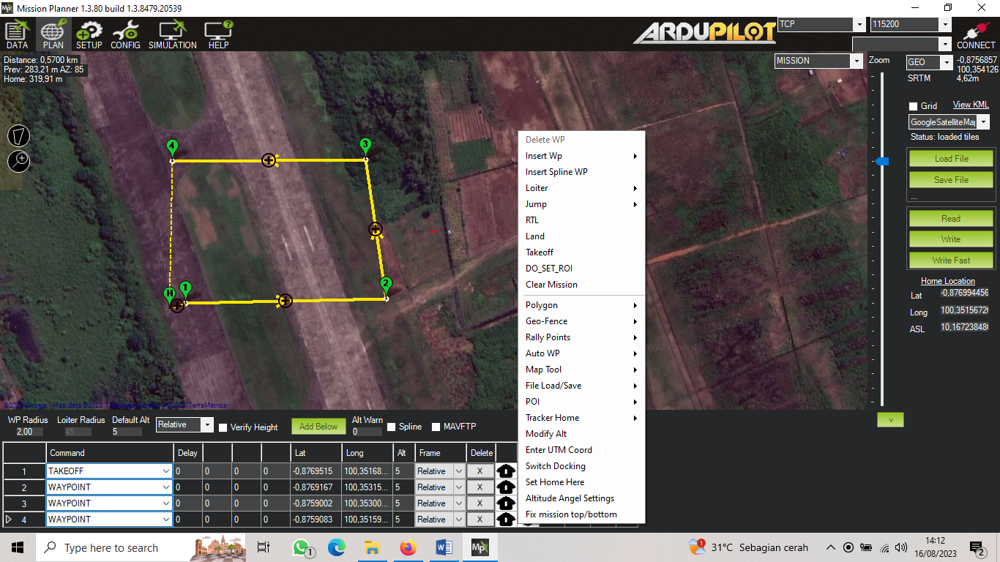 Mission Planner 1.3.80 build 1.3.8479.20539
DATA
PLAN
SETUP
CONFIG
SIMULATION
HELP
ARDUPILOT
TCP
115200
CONNECT
Distance: 0,5700 km
Prev: 283,21 m AZ: 85
Home: 319,91 m
MISSION
Zoom
GEO
-0,8756857
100,354126
SRTM
4,62m
Grid
View KML
GoogleSatelliteMap
Status: loaded tiles
Load File
Save File
...
Read
Write
Write Fast
Home Location
Lat
-0,876994456
Long
100,3515672
ASL
10,16723848
4
3
H
1
2
Delete WP
Insert Wp
Insert Spline WP
Loiter
Jump
RTL
Land
Takeoff
DO_SET_ROI
Clear Mission
Polygon
Geo-Fence
Rally Points
Auto WP
Map Tool
File Load/Save
POI
Tracker Home
Modify Alt
Enter UTM Coord
Switch Docking
Set Home Here
Altitude Angel Settings
Fix mission top/bottom
Google - Map data ©2023 Tele Atlas, Imagery ©2023 TerraMetrics
WP Radius
2,00
Loiter Radius
45
Default Alt
5
Relative
Verify Height
Add Below
Alt Warn
0
Spline
MAVFTP
v
Command Delay Lat Long Alt Frame Delete
1 TAKEOFF 0 0 0 0 -0,8769515 100,35168... 5 Relative X
2 WAYPOINT 0 0 0 0 -0,8769167 100,35315... 5 Relative X
3 WAYPOINT 0 0 0 0 -0,8759002 100,35300... 5 Relative X
4 WAYPOINT 0 0 0 0 -0,8759083 100,35159... 5 Relative X
Type here to search
1
W
Mp
1
31°C Sebagian cerah
14:12
16/08/2023
2